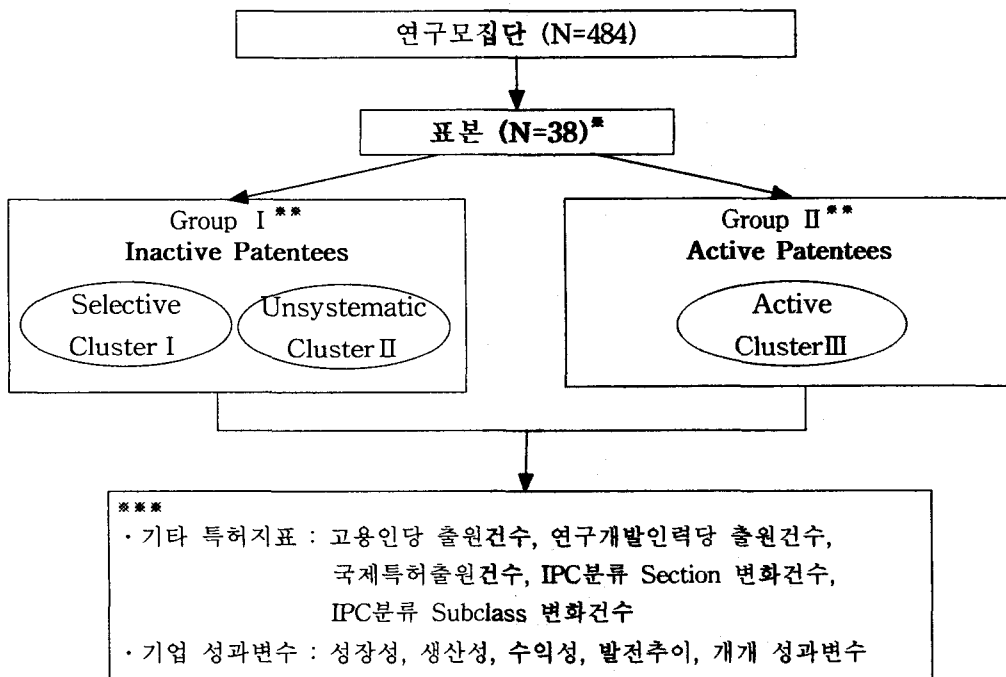 연구모집단 (N=484)
표본 (N=38)※
Group Ⅰ※※
Inactive Patentees
Selective
Cluster Ⅰ
Unsystematic
Cluster Ⅱ
Group Ⅱ※※
Active Patentees
Active
Cluster Ⅲ
※※※
· 기타 특허지표 : 고용인당 출원건수, 연구개발인력당 출원건수,
국제특허출원건수, IPC분류 Section 변화건수,
IPC분류 Subclass 변화건수
· 기업 성과변수 : 성장성, 생산성, 수익성, 발전추이, 개개 성과변수